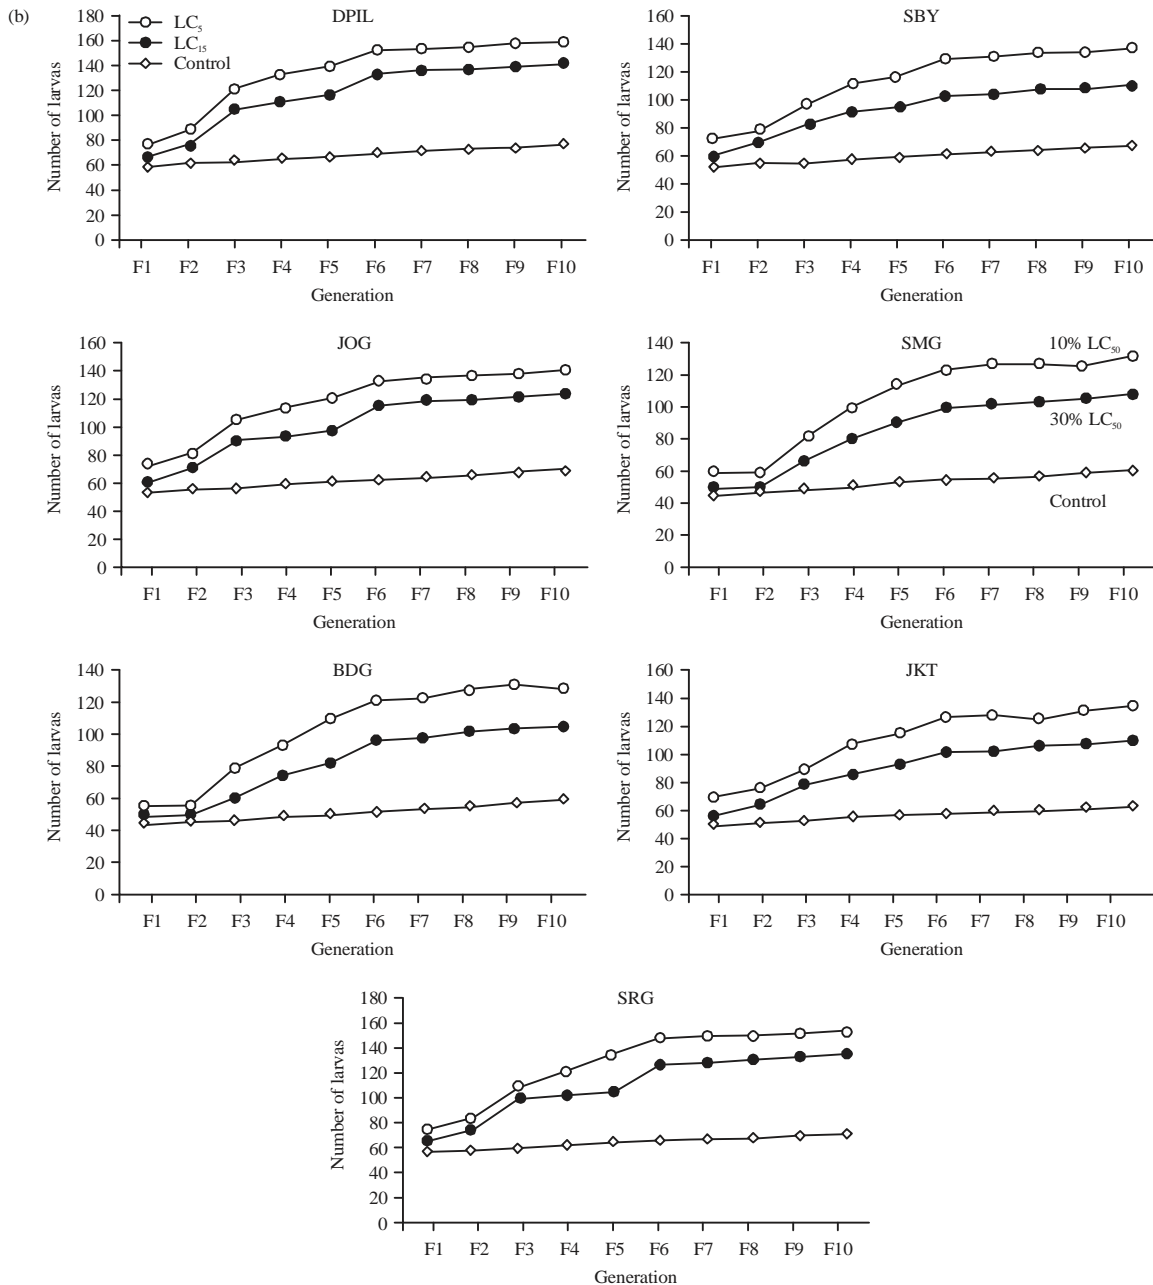 (b)
DPIL
LC₅
LC₁₅
Control
180
160
140
120
100
80
60
40
20
0
Number of larvas
F1 F2 F3 F4 F5 F6 F7 F8 F9 F10
Generation
SBY
160
140
120
100
80
60
40
20
0
Number of larvas
F1 F2 F3 F4 F5 F6 F7 F8 F9 F10
Generation
JOG
160
140
120
100
80
60
40
20
0
Number of larvas
F1 F2 F3 F4 F5 F6 F7 F8 F9 F10
Generation
SMG
10% LC₅₀
30% LC₅₀
Control
140
120
100
80
60
40
20
0
Number of larvas
F1 F2 F3 F4 F5 F6 F7 F8 F9 F10
Generation
BDG
140
120
100
80
60
40
20
0
Number of larvas
F1 F2 F3 F4 F5 F6 F7 F8 F9 F10
Generation
JKT
160
140
120
100
80
60
40
20
0
Number of larvas
F1 F2 F3 F4 F5 F6 F7 F8 F9 F10
Generation
SRG
180
160
140
120
100
80
60
40
20
0
Number of larvas
F1 F2 F3 F4 F5 F6 F7 F8 F9 F10
Generation